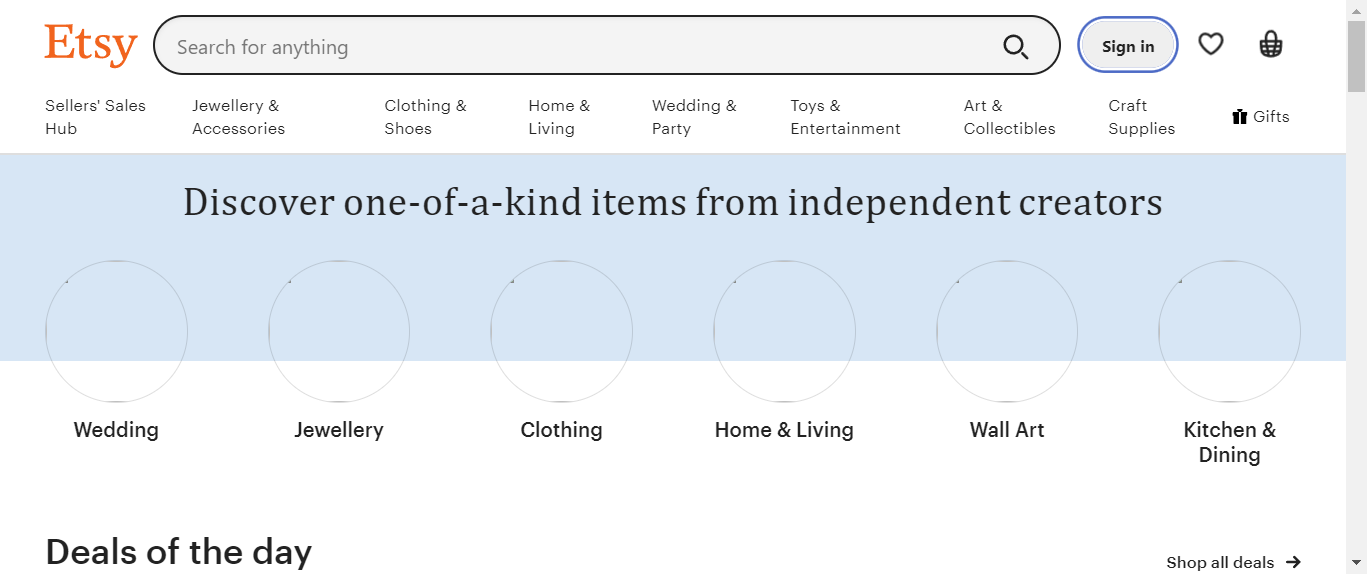 Etsy
Search for anything
Sign in
Sellers' Sales
Hub
Jewellery &
Accessories
Clothing &
Shoes
Home &
Living
Wedding &
Party
Toys &
Entertainment
Art &
Collectibles
Craft
Supplies
Gifts
Discover one-of-a-kind items from independent creators
Wedding
Jewellery
Clothing
Home & Living
Wall Art
Kitchen &
Dining
Deals of the day
Shop all deals